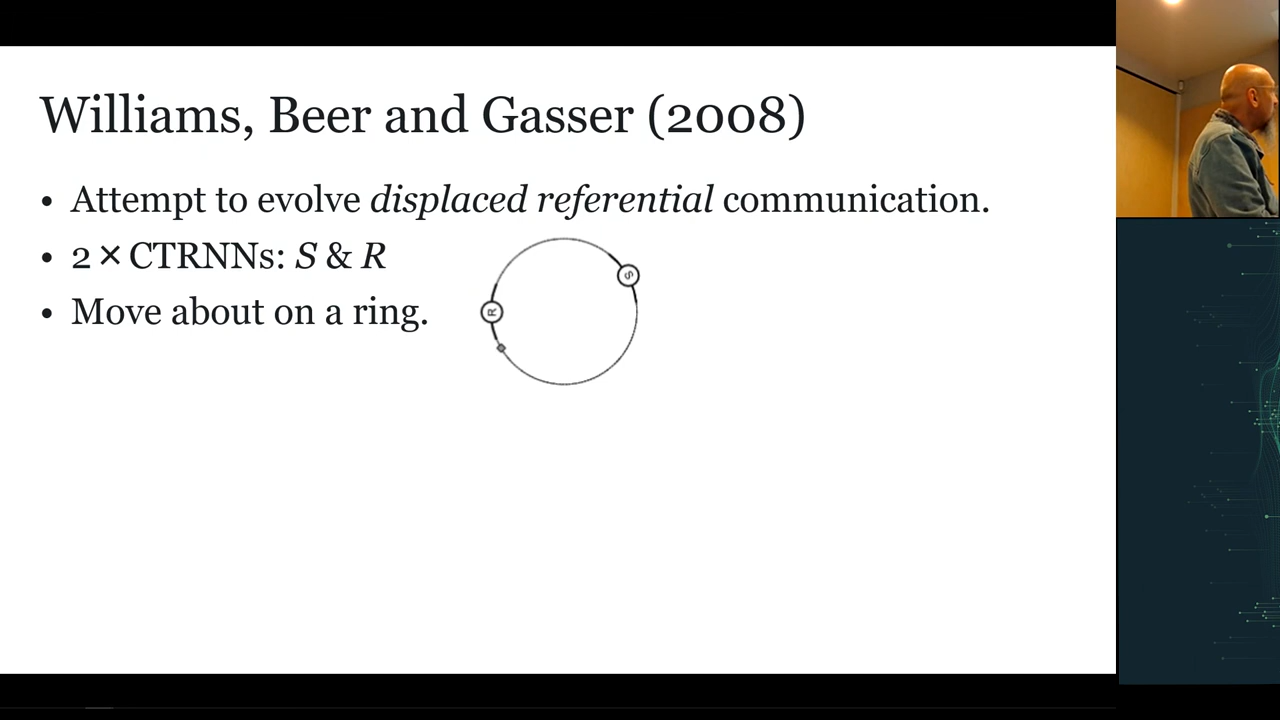 Williams, Beer and Gasser (2008)
• Attempt to evolve displaced referential communication.
• 2 × CTRNNs: S & R
• Move about on a ring.
S
R